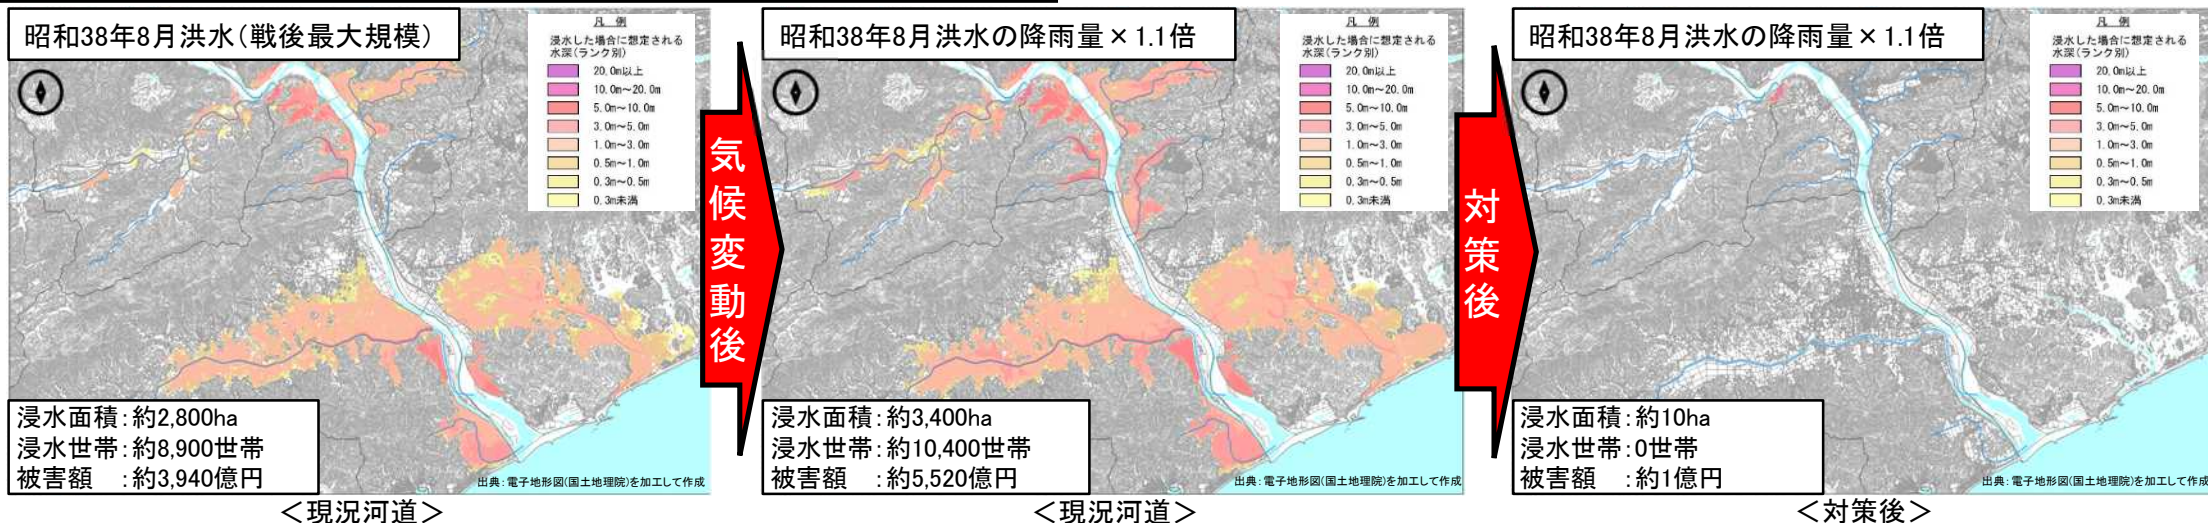 昭和38年8月洪水(戦後最大規模)
凡 例
浸水した場合に想定される
水深(ランク別)
20.0m以上
10.0m～20.0m
5.0m～10.0m
3.0m～5.0m
1.0m～3.0m
0.5m～1.0m
0.3m～0.5m
0.3m未満
浸水面積:約2,800ha
浸水世帯:約8,900世帯
被害額 :約3,940億円
出典:電子地形図(国土地理院)を加工して作成
<現況河道>
気候変動後
昭和38年8月洪水の降雨量×1.1倍
凡 例
浸水した場合に想定される
水深(ランク別)
20.0m以上
10.0m～20.0m
5.0m～10.0m
3.0m～5.0m
1.0m～3.0m
0.5m～1.0m
0.3m～0.5m
0.3m未満
浸水面積:約3,400ha
浸水世帯:約10,400世帯
被害額 :約5,520億円
出典:電子地形図(国土地理院)を加工して作成
<現況河道>
対策後
昭和38年8月洪水の降雨量×1.1倍
凡 例
浸水した場合に想定される
水深(ランク別)
20.0m以上
10.0m～20.0m
5.0m～10.0m
3.0m～5.0m
1.0m～3.0m
0.5m～1.0m
0.3m～0.5m
0.3m未満
浸水面積:約10ha
浸水世帯:0世帯
被害額 :約1億円
出典:電子地形図(国土地理院)を加工して作成
<対策後>